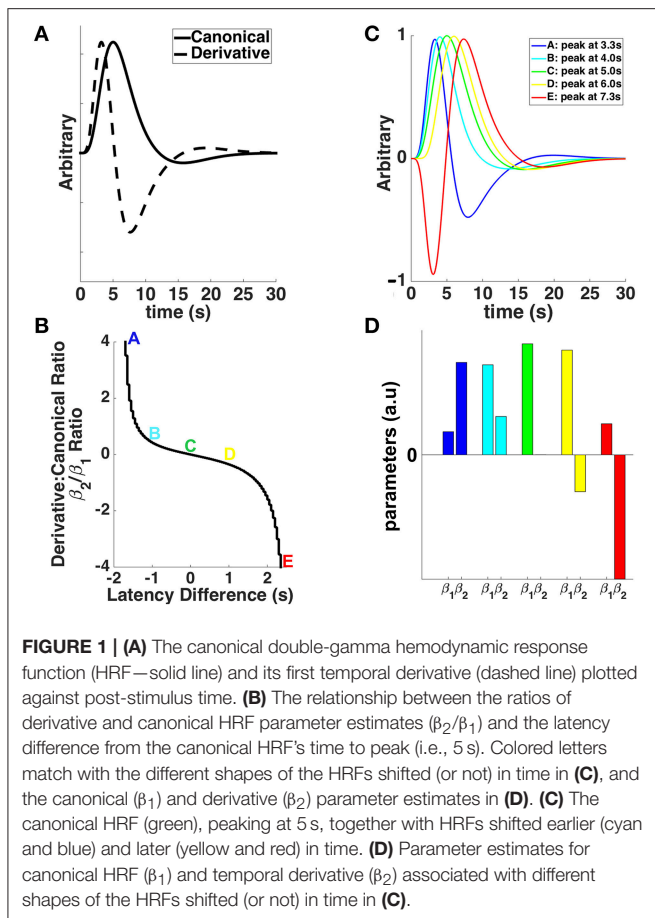 A
Canonical
Derivative
Arbitrary
0
5
10
15
20
25
30
time (s)
C
A: peak at 3.3s
B: peak at 4.0s
C: peak at 5.0s
D: peak at 6.0s
E: peak at 7.3s
1
0
−1
Arbitrary
0
5
10
15
20
25
30
time (s)
B
Derivative:Canonical Ratio
β2/β1
Ratio
4
2
0
-2
-4
A
B
C
D
E
-2
-1
0
1
2
Latency Difference (s)
D
parameters (a.u)
0
β1β2 β1β2 β1β2 β1β2 β1β2
FIGURE 1 | (A) The canonical double-gamma hemodynamic response
function (HRF—solid line) and its first temporal derivative (dashed line) plotted
against post-stimulus time. (B) The relationship between the ratios of
derivative and canonical HRF parameter estimates (β2/β1) and the latency
difference from the canonical HRF's time to peak (i.e., 5 s). Colored letters
match with the different shapes of the HRFs shifted (or not) in time in (C), and
the canonical (β1) and derivative (β2) parameter estimates in (D). (C) The
canonical HRF (green), peaking at 5 s, together with HRFs shifted earlier (cyan
and blue) and later (yellow and red) in time. (D) Parameter estimates for
canonical HRF (β1) and temporal derivative (β2) associated with different
shapes of the HRFs shifted (or not) in time in (C).